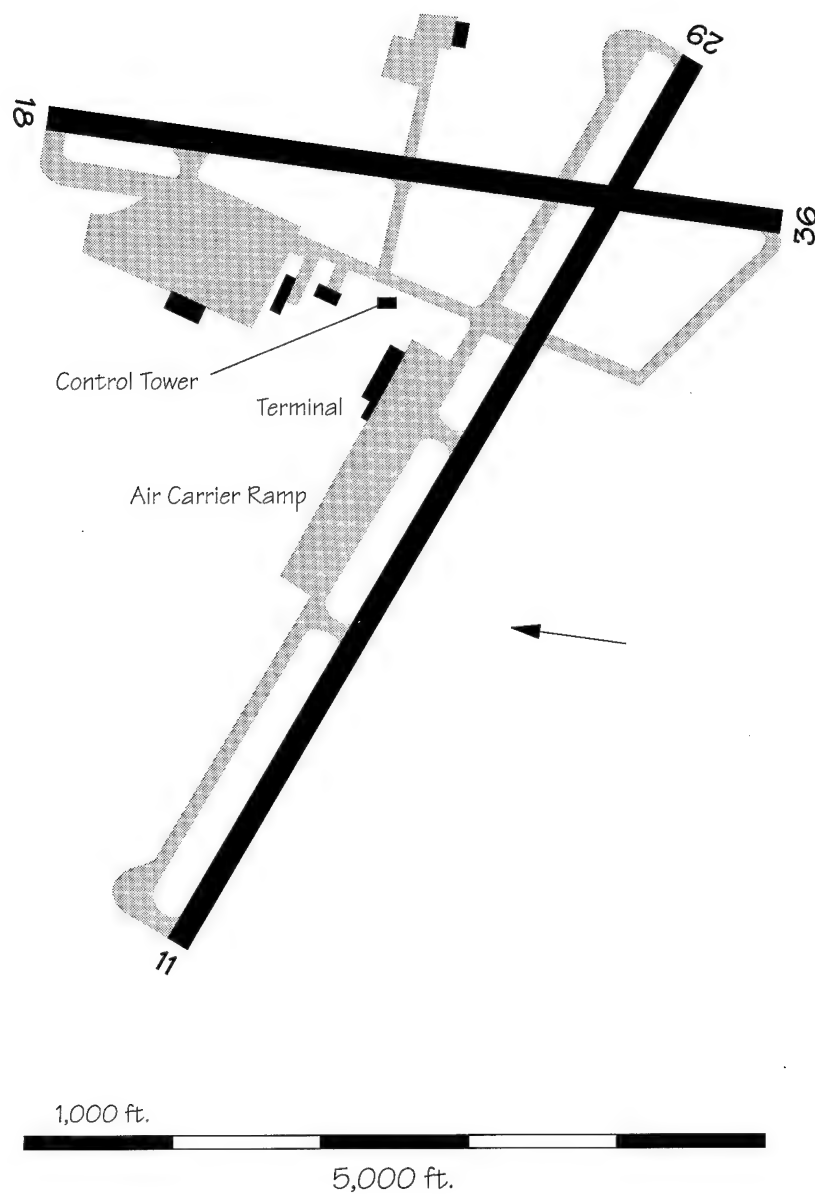 29
18
36
Control Tower
Terminal
Air Carrier Ramp
11
1,000 ft.
5,000 ft.